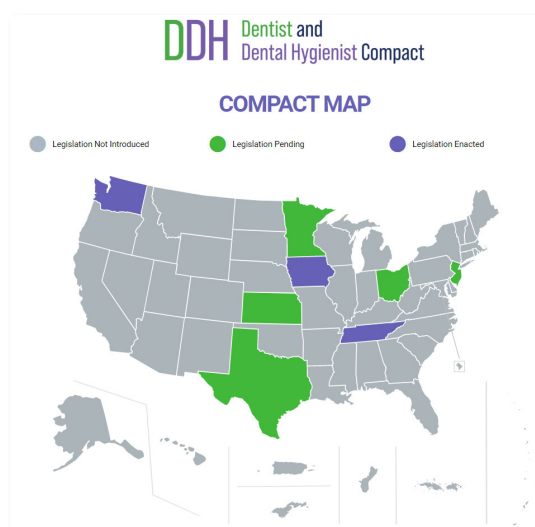 DDH Dentist and
Dental Hygienist Compact
COMPACT MAP
Legislation Not Introduced
Legislation Pending
Legislation Enacted